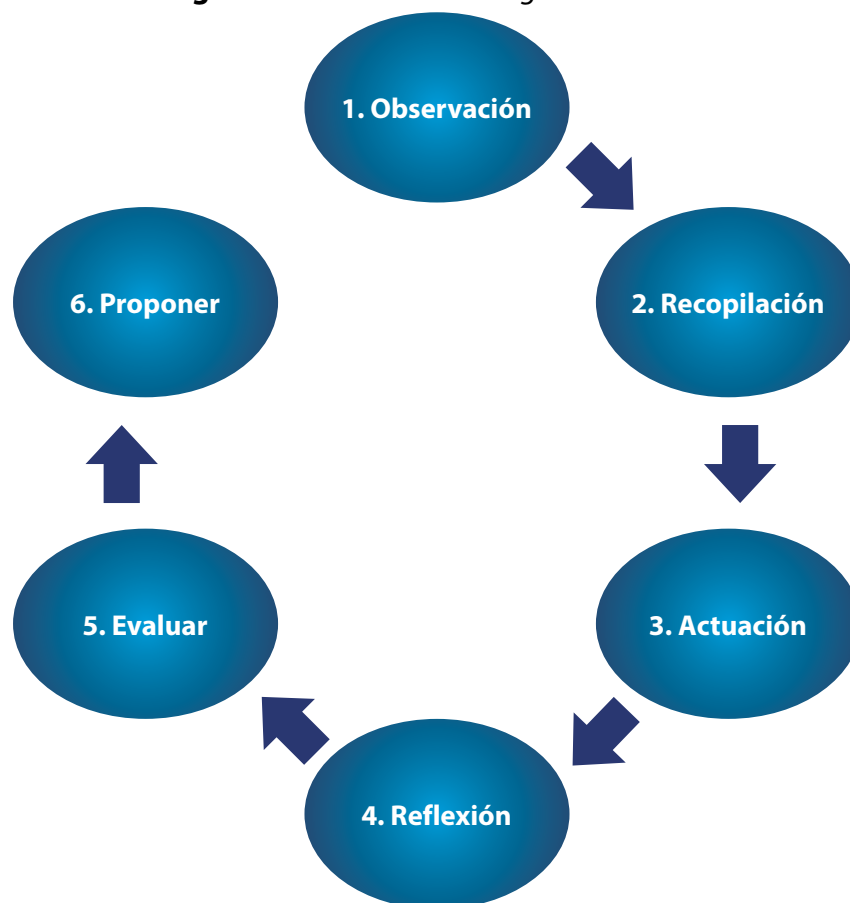 1. Observación
2. Recopilación
3. Actuación
4. Reflexión
5. Evaluar
6. Proponer